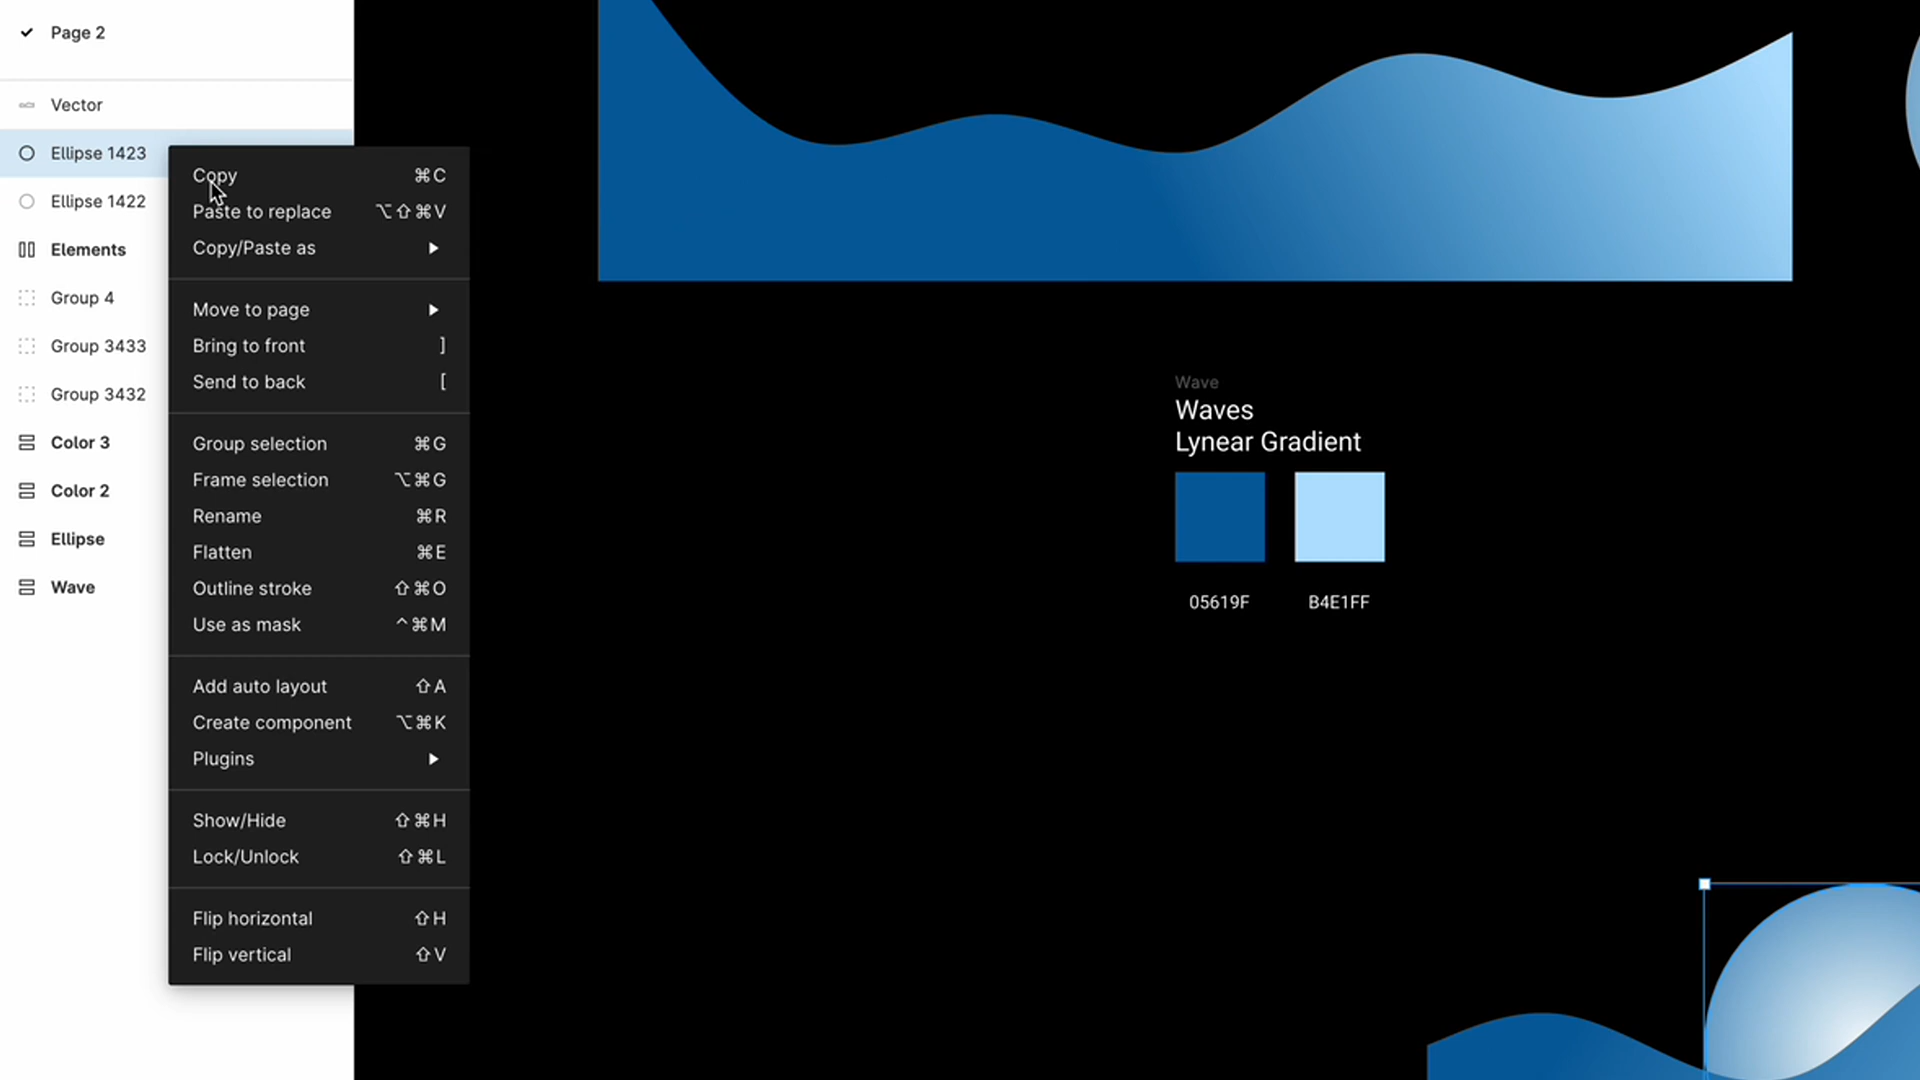 Page 2
Vector
Ellipse 1423
Ellipse 1422
Elements
Group 4
Group 3433
Group 3432
Color 3
Color 2
Ellipse
Wave
Copy ⌘C
Paste to replace ⌥⇧⌘V
Copy/Paste as
Move to page
Bring to front ]
Send to back [
Group selection ⌘G
Frame selection ⌥⌘G
Rename ⌘R
Flatten ⌘E
Outline stroke ⇧⌘O
Use as mask ^⌘M
Add auto layout ⇧A
Create component ⌥⌘K
Plugins
Show/Hide ⇧⌘H
Lock/Unlock ⇧⌘L
Flip horizontal ⇧H
Flip vertical ⇧V
Wave
Waves
Lynear Gradient
05619F
B4E1FF